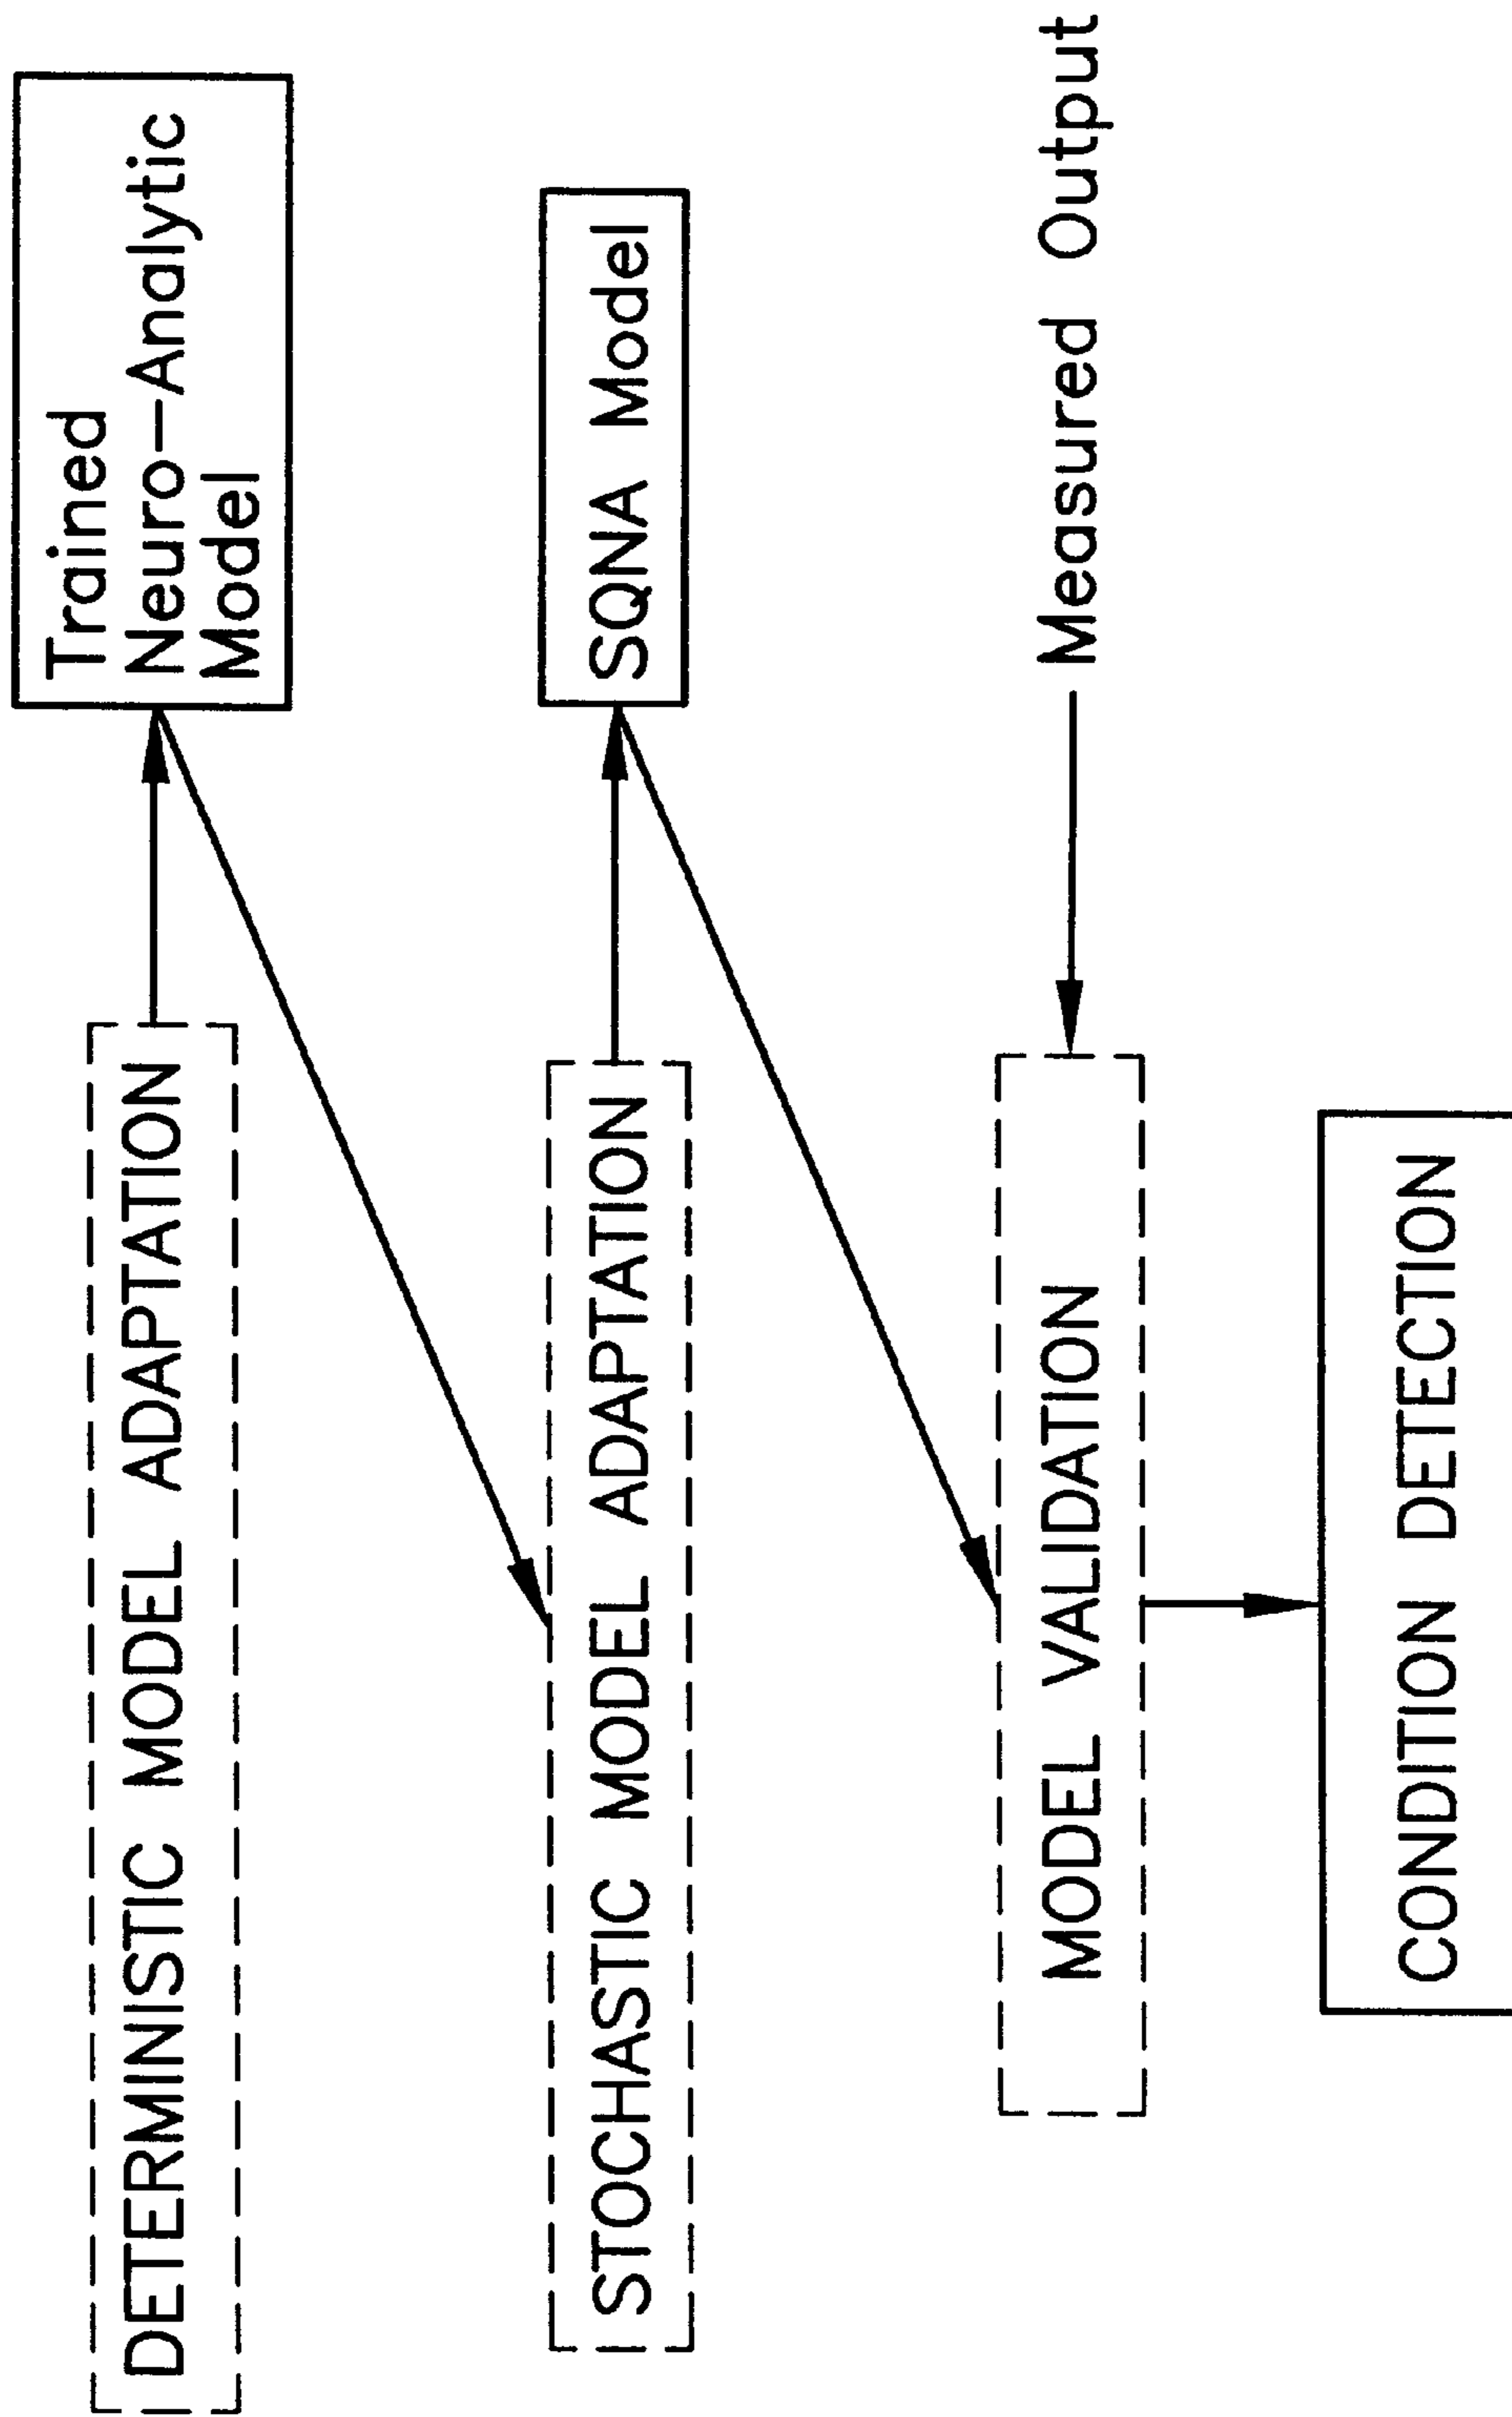 DETERMINISTIC MODEL ADAPTATION
Trained
Neuro-Analytic
Model
STOCHASTIC MODEL ADAPTATION
SQNA Model
MODEL VALIDATION
Measured Output
CONDITION DETECTION